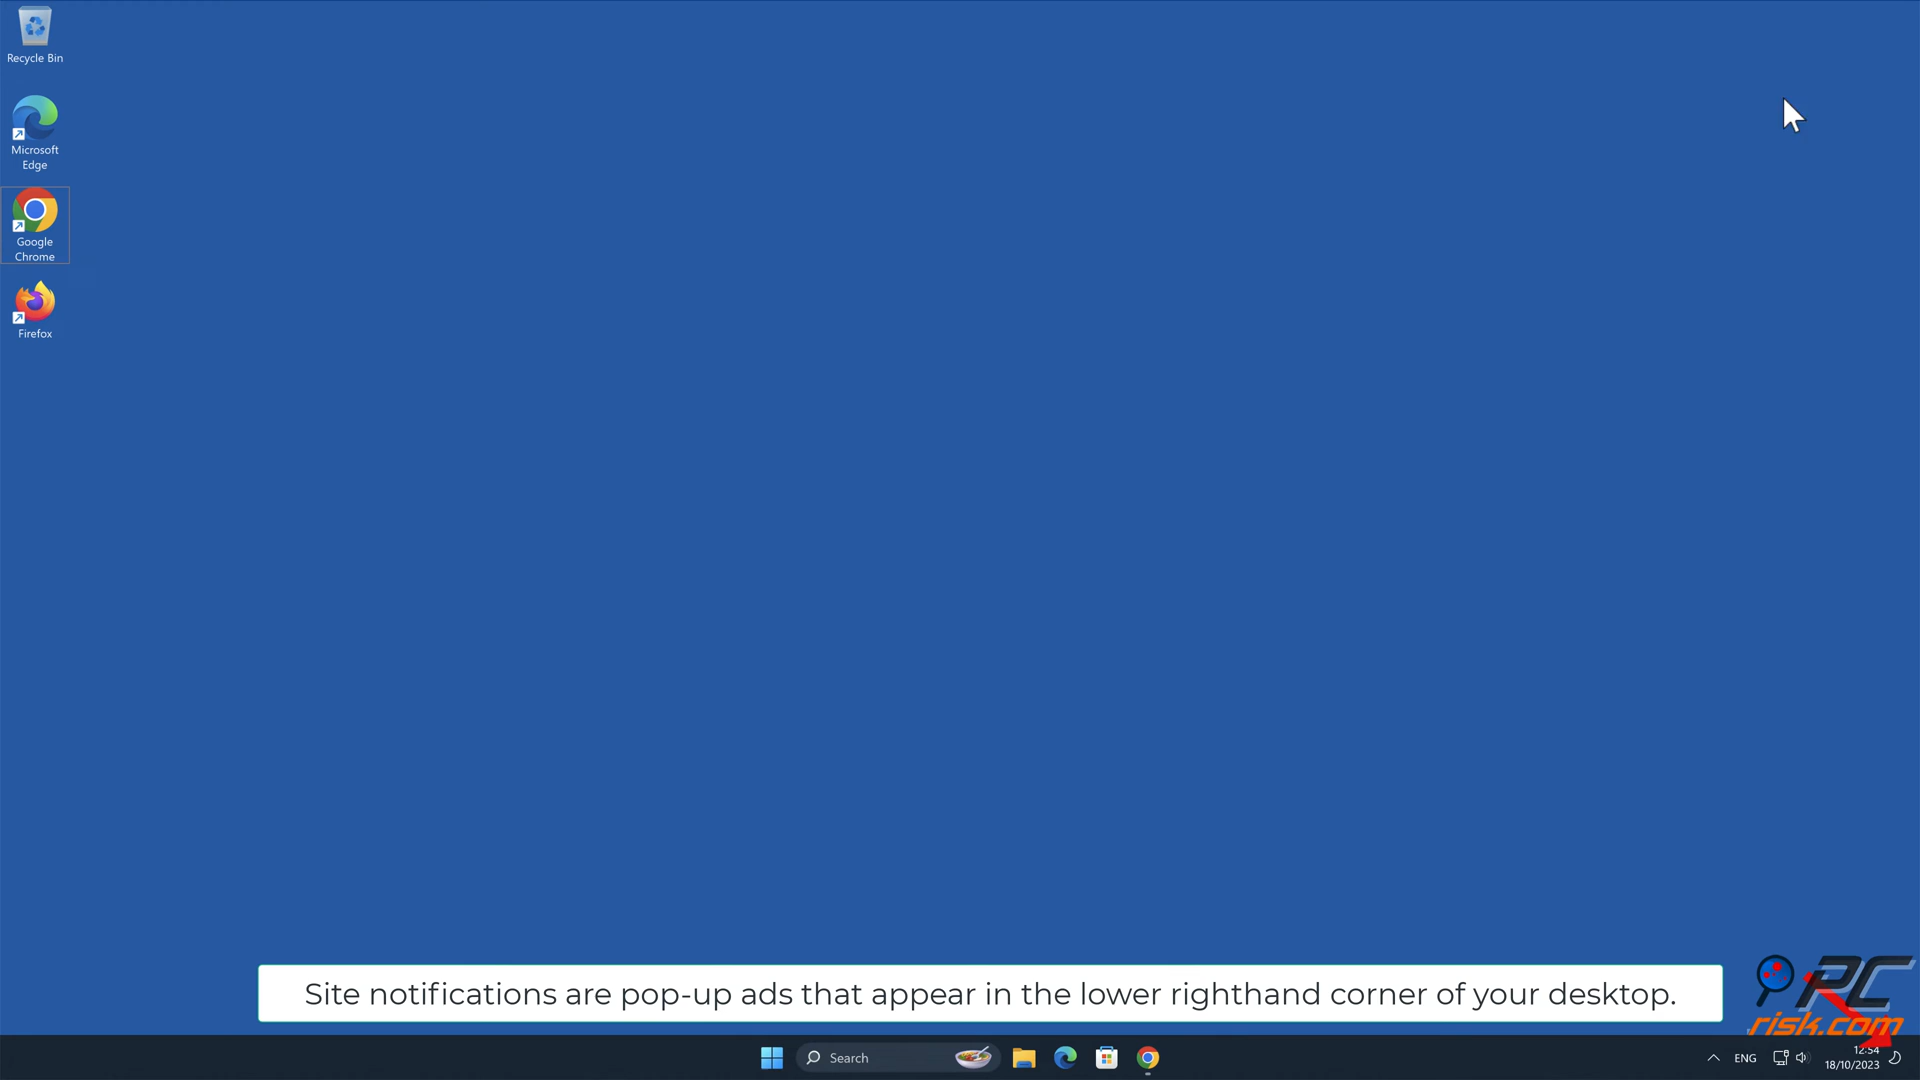 Recycle Bin
Microsoft
Edge
Google
Chrome
Firefox
Site notifications are pop-up ads that appear in the lower righthand corner of your desktop.
PC
risk.com
Search
ENG
12:54
18/10/2023